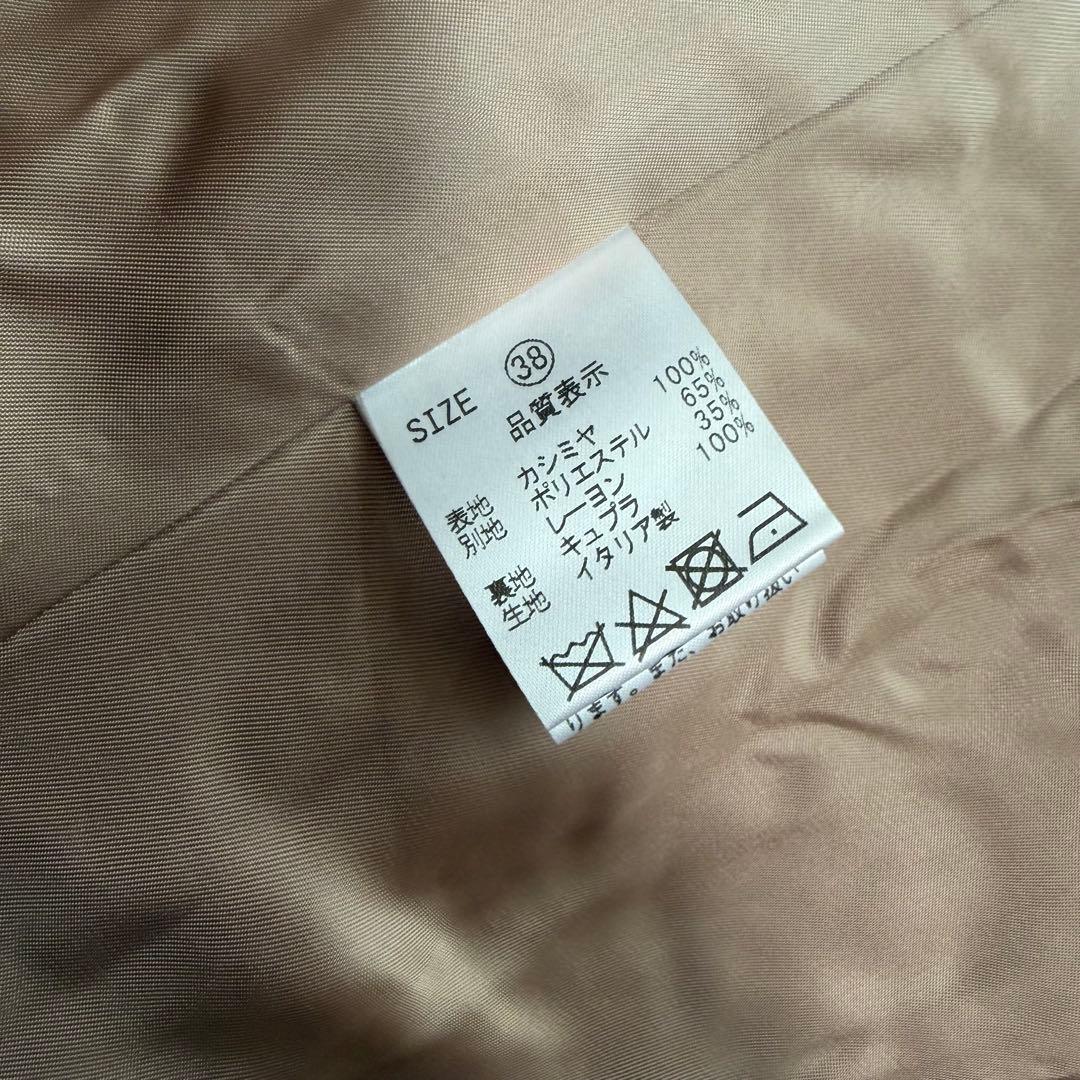 SIZE 38
品質表示
表地 カシミヤ 100%
別地 ポリエステル 65%
レーヨン 35%
裏地 キュプラ 100%
生地 イタリア製
ります。また、お取り扱い